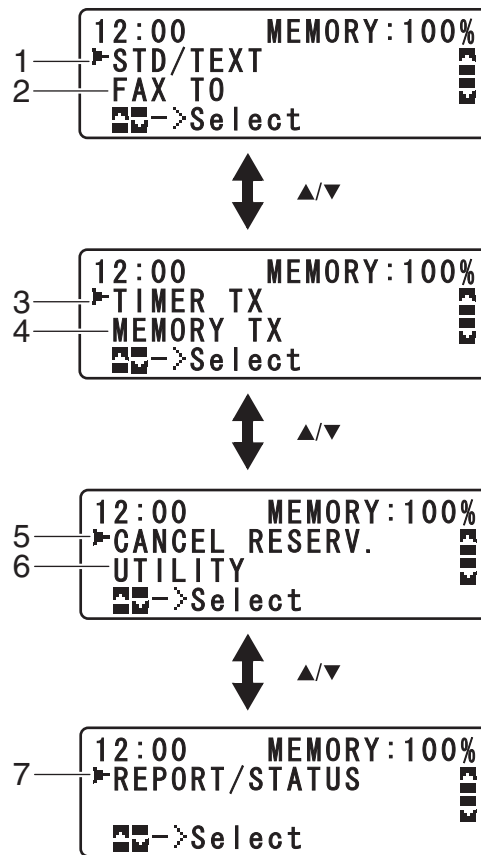 12:00 MEMORY:100%
1 STD/TEXT
2 FAX TO
->Select
▲/▼
12:00 MEMORY:100%
3 TIMER TX
4 MEMORY TX
->Select
▲/▼
12:00 MEMORY:100%
5 CANCEL RESERV.
6 UTILITY
->Select
▲/▼
12:00 MEMORY:100%
7 REPORT/STATUS
->Select